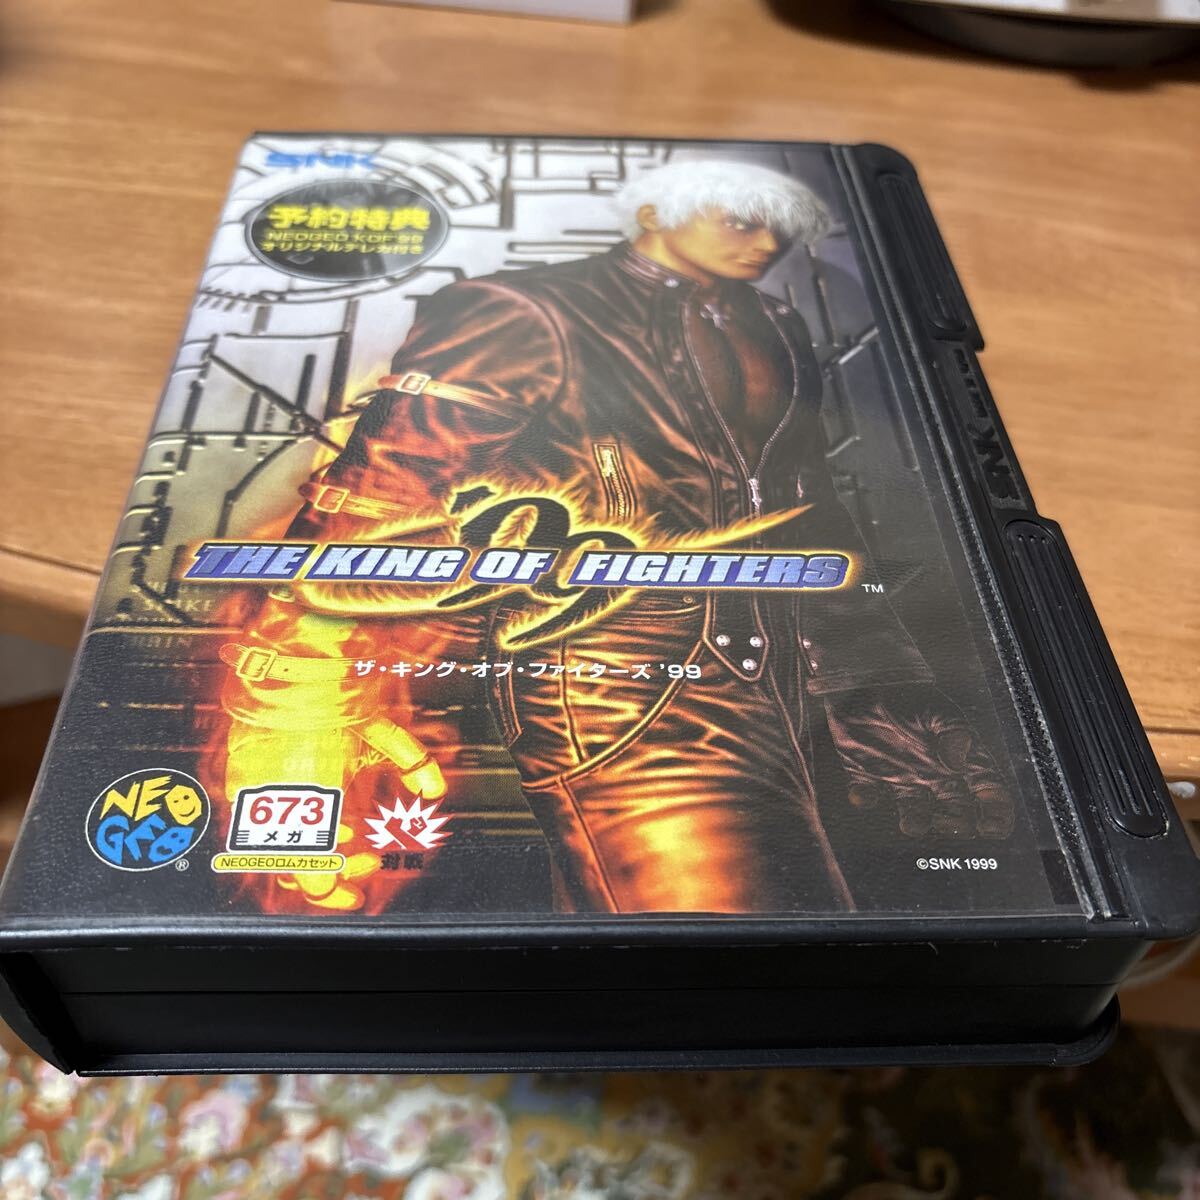 SNK
予約特典
NEOGEO KOF'99
オリジナルテレカ付き
'99
THE KING OF FIGHTERS
TM
ザ・キング・オブ・ファイターズ '99
NEO
GEO
®
673
メガ
NEOGEOロムカセット
対戦
©SNK 1999
SNK